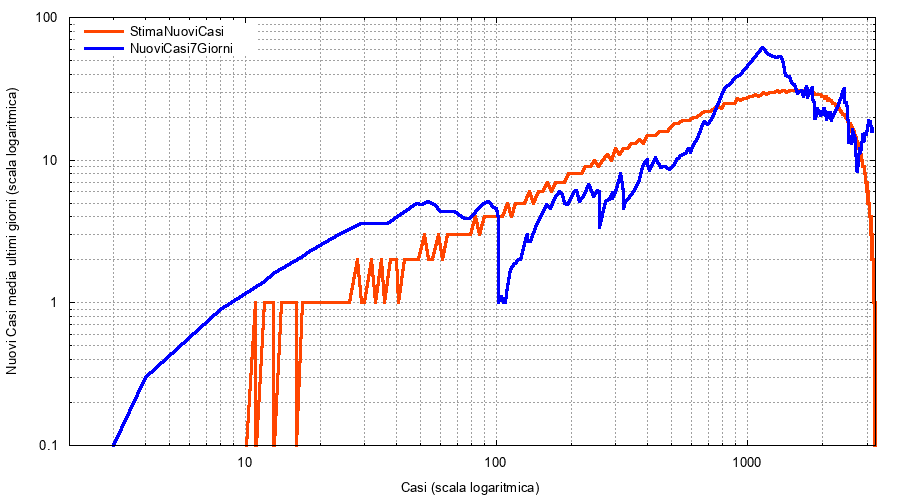 StimaNuoviCasi
NuoviCasi7Giorni
Nuovi Casi media ultimi giorni (scala logaritmica)
100
10
1
0.1
10 100 1000
Casi (scala logaritmica)